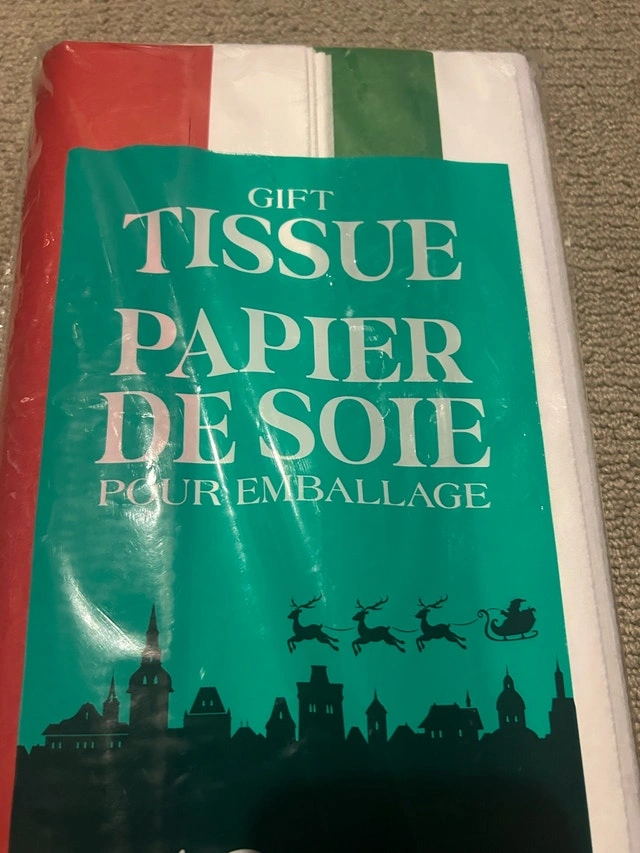 GIFT
TISSUE
PAPIER
DE SOIE
POUR EMBALLAGE